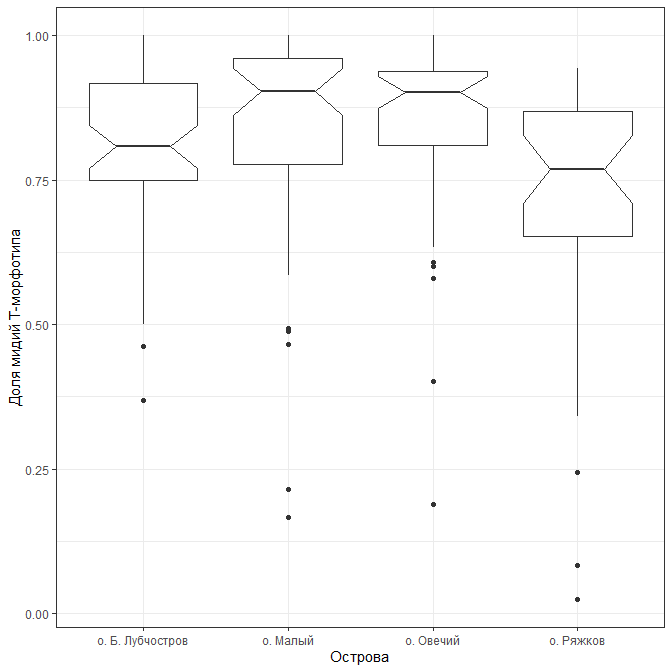 Доля мидий Т-морфотипа
1.00
0.75
0.50
0.25
0.00
о. Б. Лубчостров
о. Малый
о. Овечий
о. Ряжков
Острова